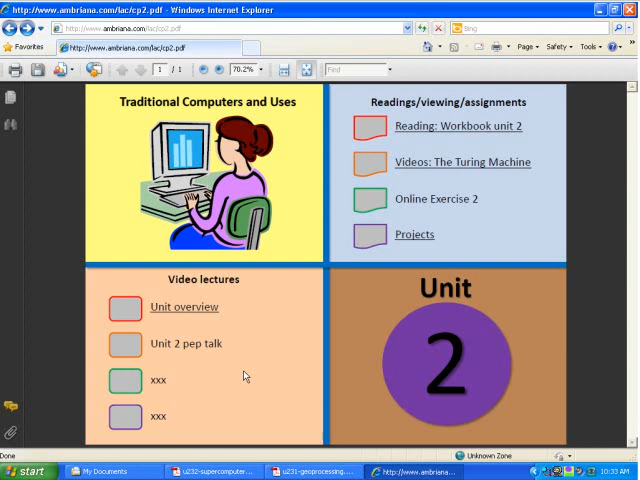 http://www.ambriana.com/lac/cp2.pdf - Windows Internet Explorer
http://www.ambriana.com/lac/cp2.pdf
Bing
Favorites
http://www.ambriana.com/lac/cp2.pdf
Page
Safety
Tools
1 / 1
70.2%
Find
Traditional Computers and Uses
Readings/viewing/assignments
Reading: Workbook unit 2
Videos: The Turing Machine
Online Exercise 2
Projects
Video lectures
Unit overview
Unit 2 pep talk
xxx
xxx
Unit
2
Done
Unknown Zone
start
My Documents
u232-supercomputer...
u231-geoprocessing....
http://www.ambriana...
10:33 AM